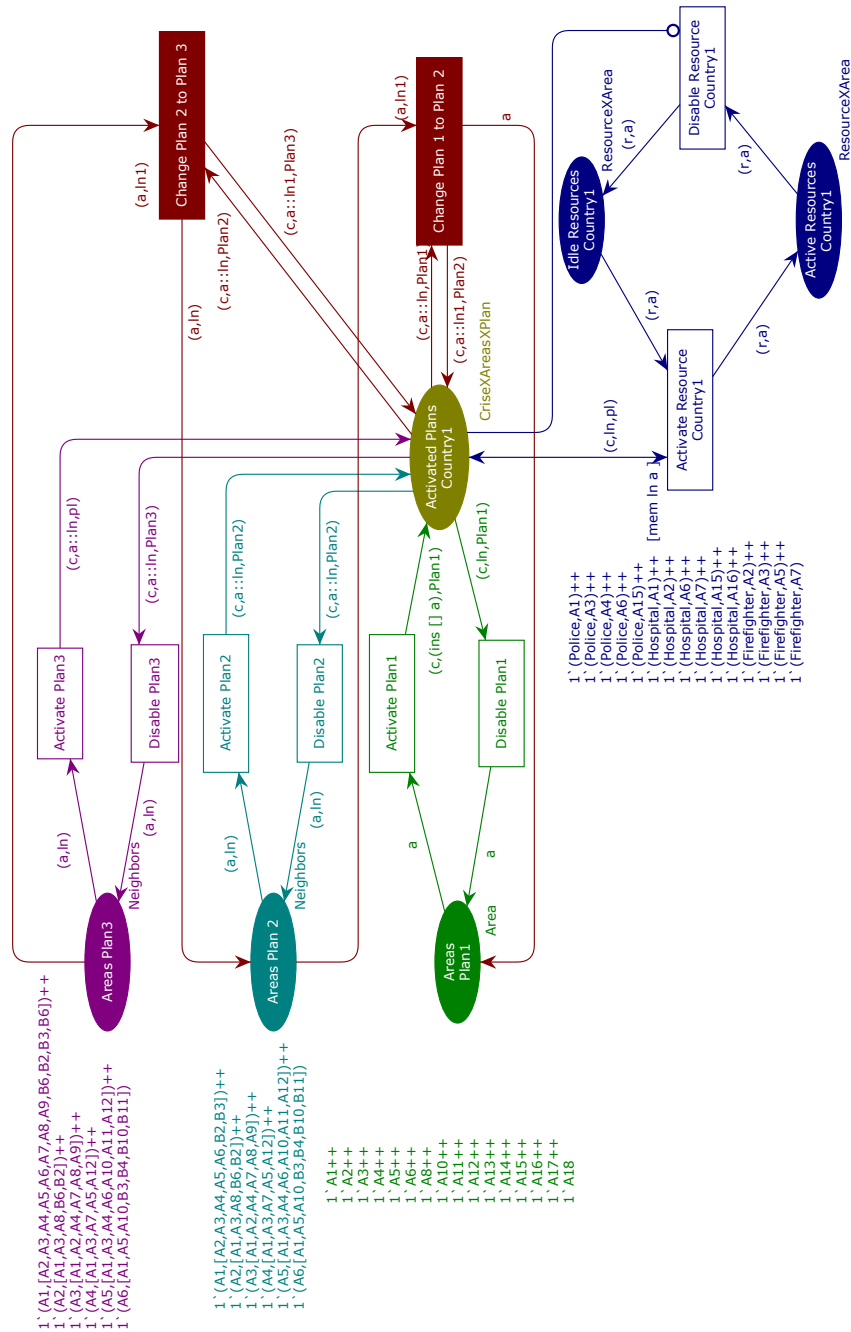 1`(A1,[A2,A3,A4,A5,A6,A7,A8,A9,B6,B2,B3,B6])++
1`(A2,[A1,A3,A8,B6,B2])++
1`(A3,[A1,A2,A4,A7,A8,A9])++
1`(A4,[A1,A3,A7,A5,A12])++
1`(A5,[A1,A3,A4,A6,A10,A11,A12])++
1`(A6,[A1,A5,A10,B3,B4,B10,B11])
Areas Plan3
Neighbors
(a,ln)
(a,ln)
Activate Plan3
Disable Plan3
(c,a::ln,pl)
(c,a::ln,Plan3)
(a,ln1)
Change Plan 2 to Plan 3
(a,ln)
(c,a::ln,Plan2)
(c,a::ln1,Plan3)
1`(A1,[A2,A3,A4,A5,A6,B2,B3])++
1`(A2,[A1,A3,A8,B6,B2])++
1`(A3,[A1,A2,A4,A7,A8,A9])++
1`(A4,[A1,A3,A7,A5,A12])++
1`(A5,[A1,A3,A4,A6,A10,A11,A12])++
1`(A6,[A1,A5,A10,B3,B4,B10,B11])
Areas Plan 2
Neighbors
(a,ln)
(a,ln)
Activate Plan2
Disable Plan2
(c,a::ln,Plan2)
(c,a::ln,Plan2)
(a,ln1)
Change Plan 1 to Plan 2
a
(c,a::ln,Plan1)
(c,a::ln1,Plan2)
1`A1++
1`A2++
1`A3++
1`A4++
1`A5++
1`A6++
1`A8++
1`A10++
1`A11++
1`A12++
1`A13++
1`A14++
1`A15++
1`A16++
1`A17++
1`A18
Areas
Plan1
Area
a
a
Activate Plan1
Disable Plan1
(c,(ins [] a),Plan1)
(c,ln,Plan1)
Activated Plans
Country1
CriseXAreasXPlan
1`(Police,A1)++
1`(Police,A3)++
1`(Police,A4)++
1`(Police,A6)++
1`(Police,A15)++
1`(Hospital,A1)++
1`(Hospital,A2)++
1`(Hospital,A6)++
1`(Hospital,A7)++
1`(Hospital,A15)++
1`(Hospital,A16)++
1`(Firefighter,A2)++
1`(Firefighter,A3)++
1`(Firefighter,A5)++
1`(Firefighter,A7)
(c,ln,pl)
[mem ln a ]
Activate Resource
Country1
(r,a)
(r,a)
Idle Resources
Country1
ResourceXArea
(r,a)
(r,a)
Disable Resource
Country1
Active Resources
Country1
ResourceXArea